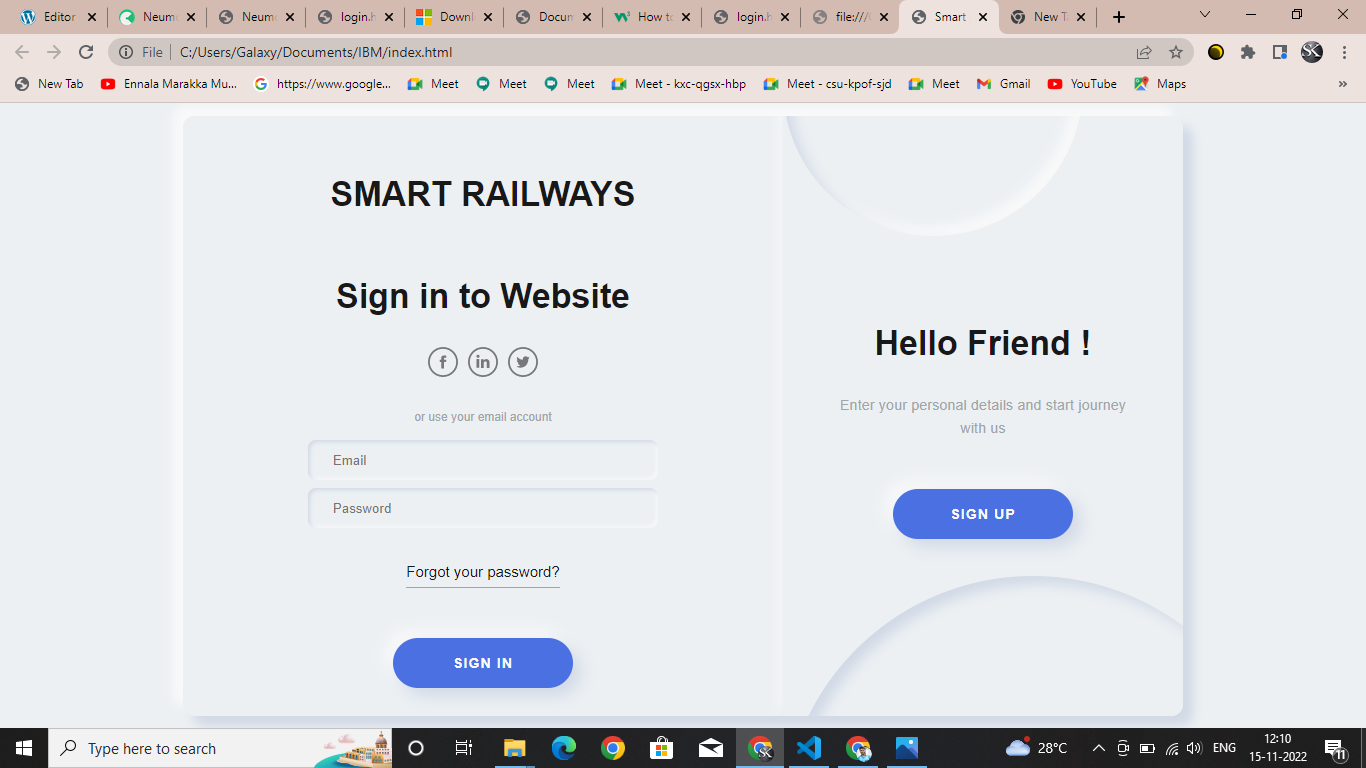 Editor
Neum
Neum
login.h
Downl
Docum
How to
login.h
file:///
Smart
New T
File
C:/Users/Galaxy/Documents/IBM/index.html
New Tab
Ennala Marakka Mu...
https://www.google...
Meet
Meet
Meet
Meet - kxc-qgsx-hbp
Meet - csu-kpof-sjd
Meet
Gmail
YouTube
Maps
»
SMART RAILWAYS
Sign in to Website
or use your email account
Email
Password
Forgot your password?
SIGN IN
Hello Friend !
Enter your personal details and start journey
with us
SIGN UP
Type here to search
28°C
ENG
12:10
15-11-2022
11